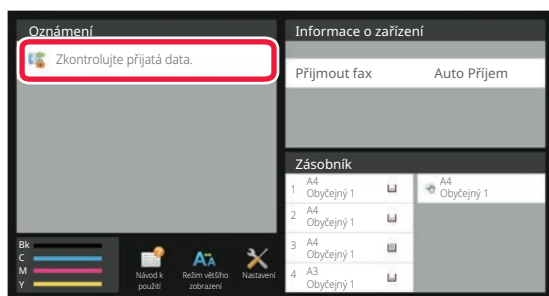 Oznámení
Zkontrolujte přijatá data.
Informace o zařízení
Přijmout fax Auto Příjem
Zásobník
1 A4
Obyčejný 1
2 A4
Obyčejný 1
3 A4
Obyčejný 1
4 A3
Obyčejný 1
A4
Obyčejný 1
Bk
C
M
Y
Návod k
použití
Režim většího
zobrazení
Nastavení